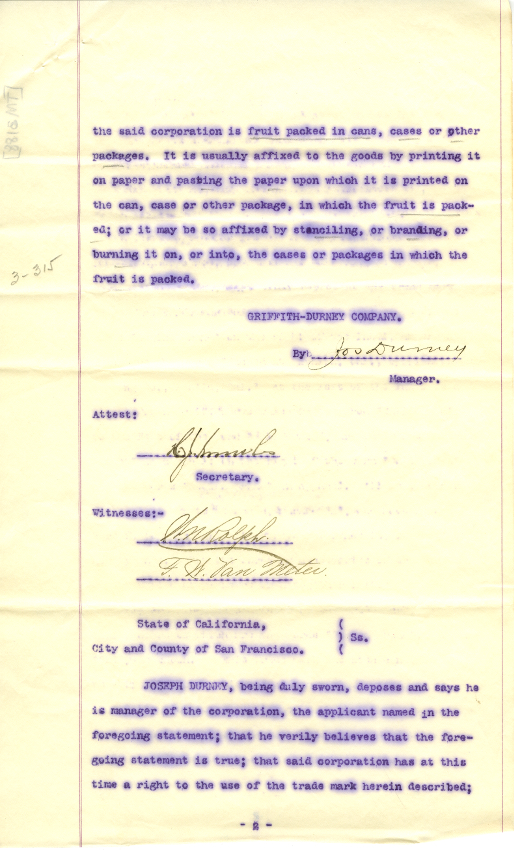 the said corporation is fruit packed in cans, cases or other
packages. It is usually affixed to the goods by printing it
on paper and pasting the paper upon which it is printed on
the can, case or other package, in which the fruit is pack-
ed; or it may be so affixed by stanciling, or branding, or
burning it on, or into, the cases or packages in which the
fruit is packed.
3-315
GRIFFITH-DURNEY COMPANY.
By Jos Durney
Manager.
Attest:
Secretary.
Witnesses:-
Wm Rolph
F. W. Van Meter.
State of California, (
) Ss.
City and County of San Francisco. (
JOSEPH DURNEY, being duly sworn, deposes and says he
is manager of the corporation, the applicant named in the
foregoing statement; that he verily believes that the fore-
going statement is true; that said corporation has at this
time a right to the use of the trade mark herein described;
- 2 -